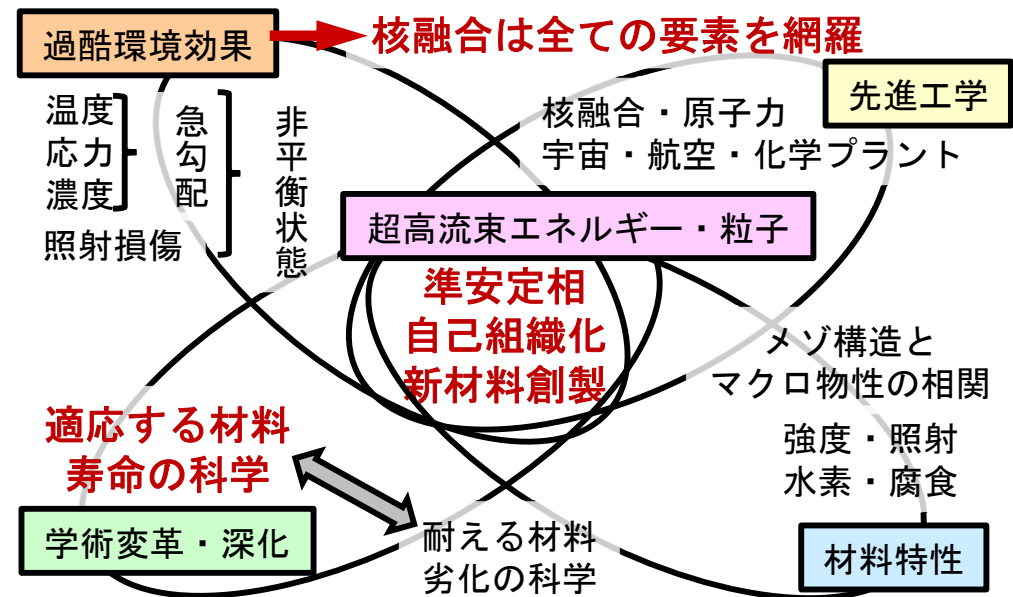 過酷環境効果
核融合は全ての要素を網羅
先進工学
温度
応力
濃度
急勾配
非平衡状態
照射損傷
核融合・原子力
宇宙・航空・化学プラント
超高流束エネルギー・粒子
準安定相
自己組織化
新材料創製
メゾ構造と
マクロ物性の相関
強度・照射
水素・腐食
適応する材料
寿命の科学
学術変革・深化
耐える材料
劣化の科学
材料特性